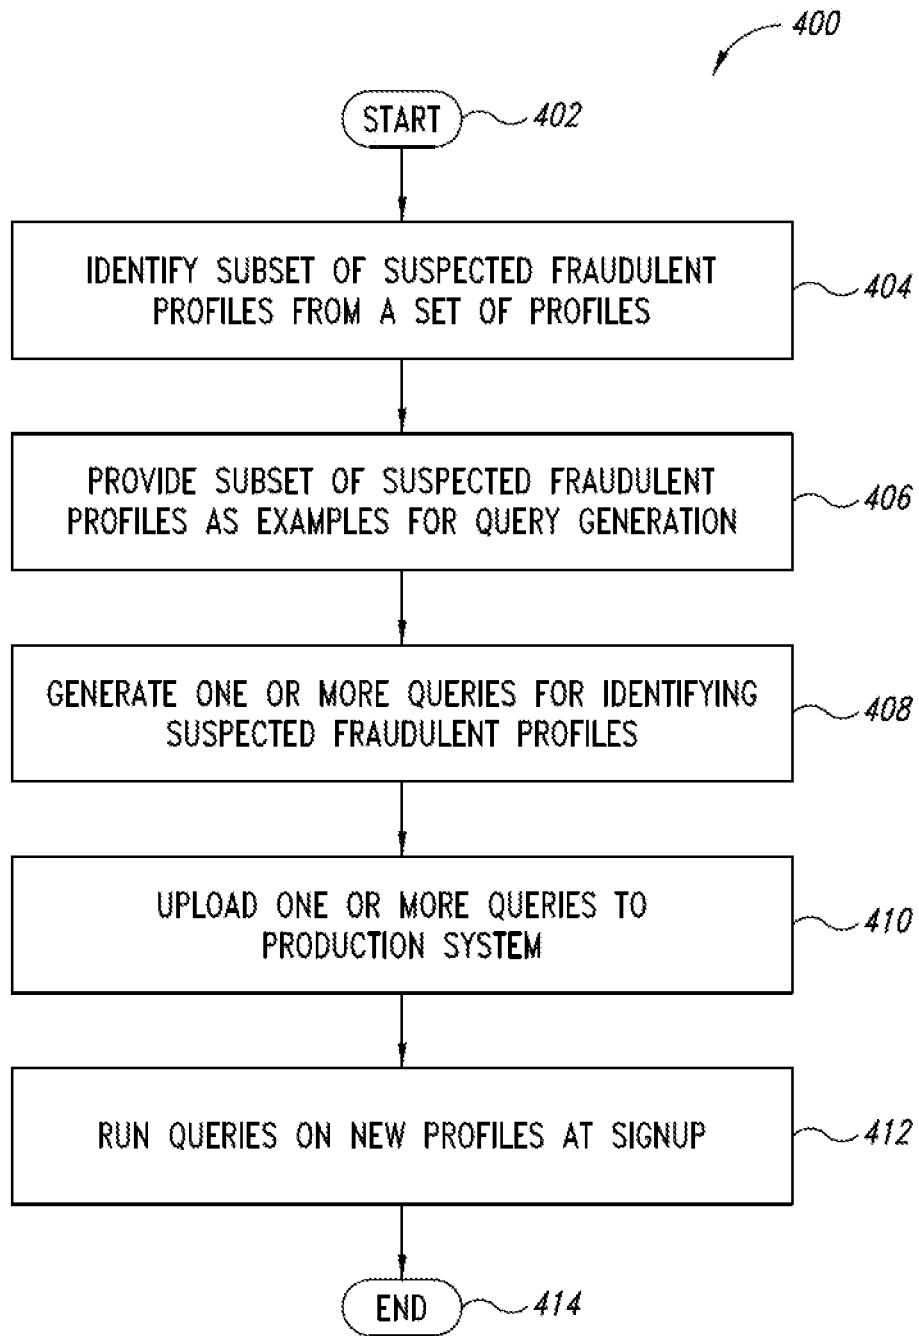 400
START
402
IDENTIFY SUBSET OF SUSPECTED FRAUDULENT
PROFILES FROM A SET OF PROFILES
404
PROVIDE SUBSET OF SUSPECTED FRAUDULENT
PROFILES AS EXAMPLES FOR QUERY GENERATION
406
GENERATE ONE OR MORE QUERIES FOR IDENTIFYING
SUSPECTED FRAUDULENT PROFILES
408
UPLOAD ONE OR MORE QUERIES TO
PRODUCTION SYSTEM
410
RUN QUERIES ON NEW PROFILES AT SIGNUP
412
END
414